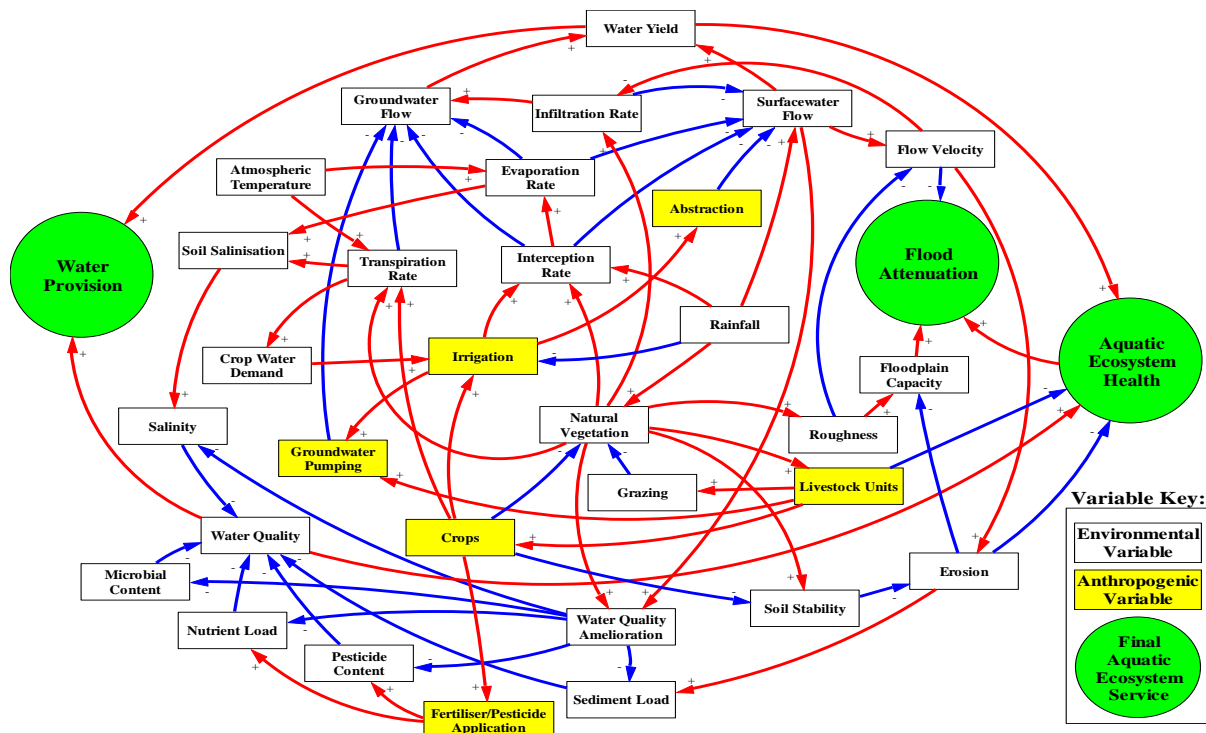 Water Yield
Groundwater
Flow
Infiltration Rate
Surfacewater
Flow
Flow Velocity
Atmospheric
Temperature
Evaporation
Rate
Abstraction
Water
Provision
Soil Salinisation
Transpiration
Rate
Interception
Rate
Flood
Attenuation
Rainfall
Crop Water
Demand
Irrigation
Floodplain
Capacity
Aquatic
Ecosystem
Health
Salinity
Natural
Vegetation
Roughness
Groundwater
Pumping
Grazing
Livestock Units
Water Quality
Crops
Microbial
Content
Erosion
Soil Stability
Nutrient Load
Water Quality
Amelioration
Pesticide
Content
Sediment Load
Fertiliser/Pesticide
Application
Variable Key:
Environmental
Variable
Anthropogenic
Variable
Final
Aquatic
Ecosystem
Service